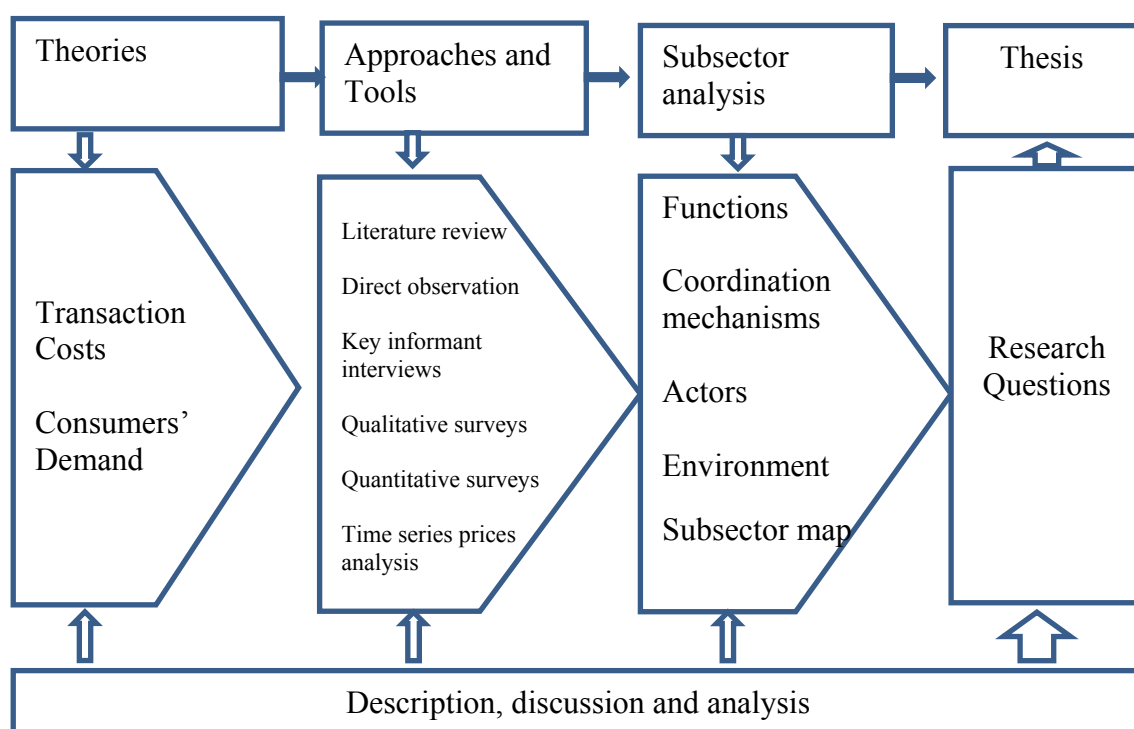 Theories
Approaches and
Tools
Subsector
analysis
Thesis
Transaction
Costs
Consumers’
Demand
Literature review
Direct observation
Key informant
interviews
Qualitative surveys
Quantitative surveys
Time series prices
analysis
Functions
Coordination
mechanisms
Actors
Environment
Subsector map
Research
Questions
Description, discussion and analysis